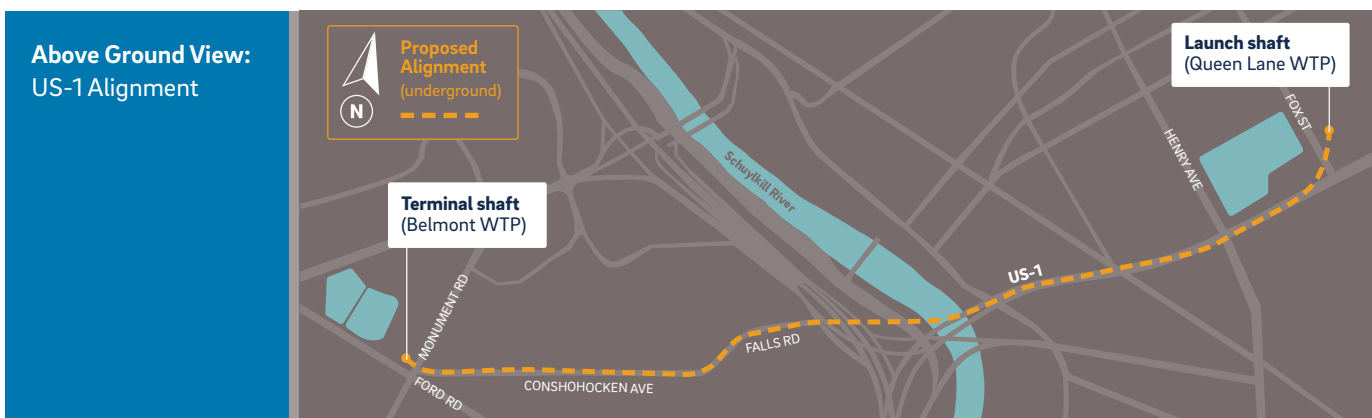 Above Ground View:
US-1 Alignment
Proposed
Alignment
(underground)
N
Launch shaft
(Queen Lane WTP)
FOX ST
HENRY AVE
Schuylkill River
Terminal shaft
(Belmont WTP)
MONUMENT RD
US-1
FALLS RD
CONSHOHOCKEN AVE
FORD RD